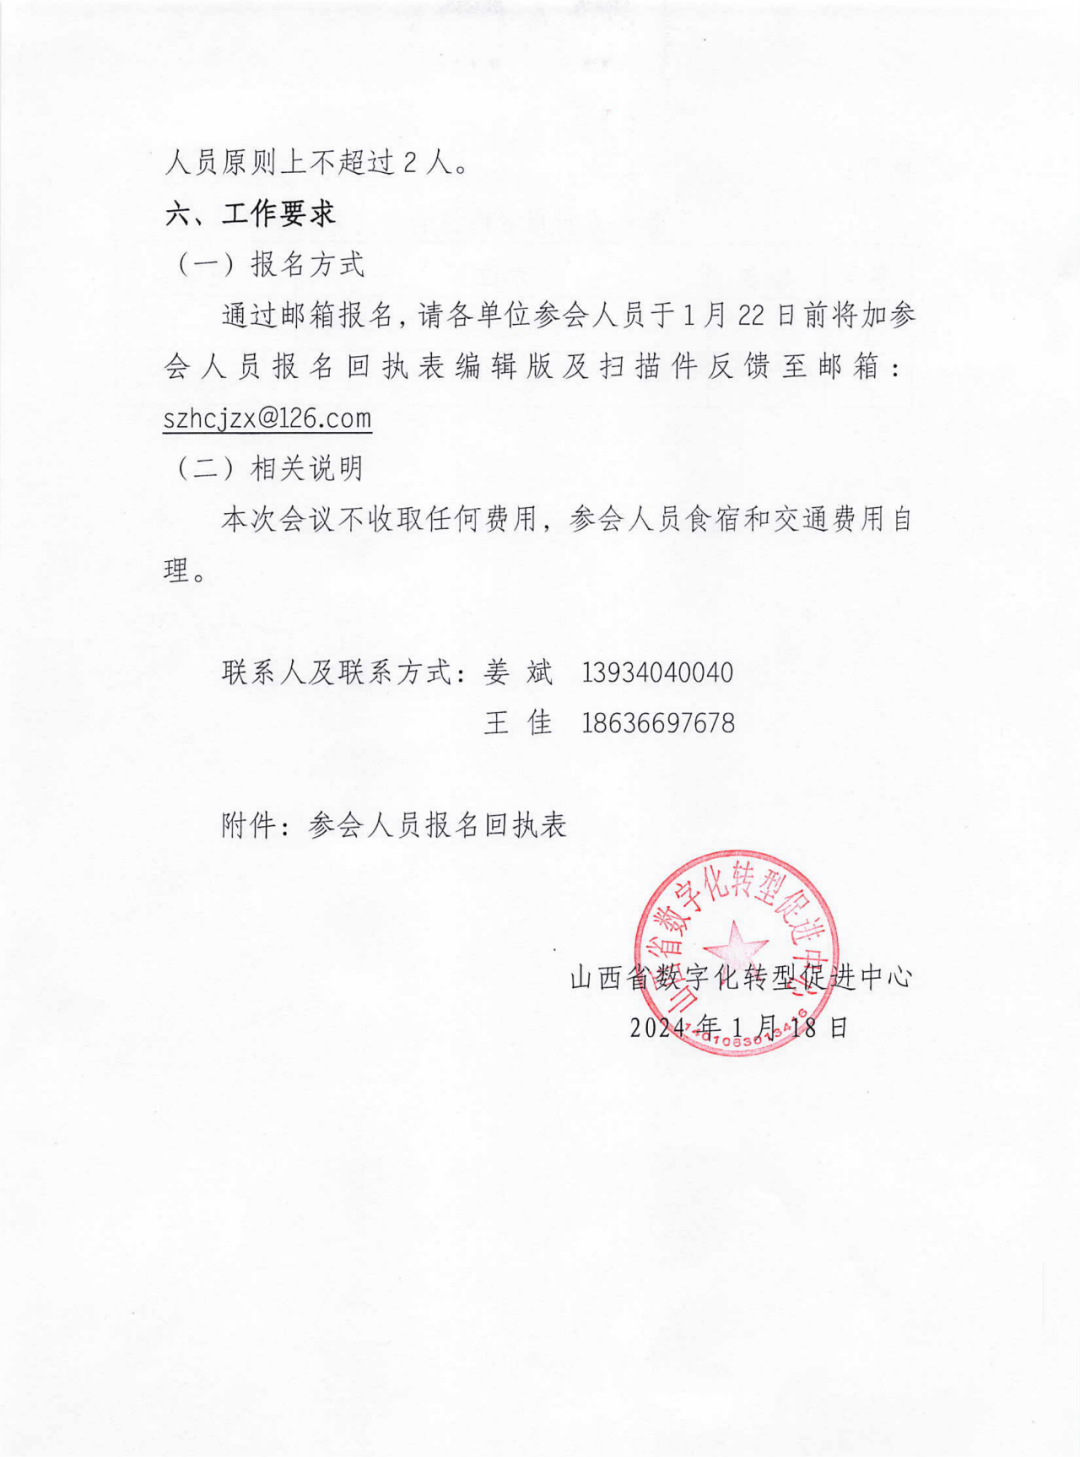 人员原则上不超过2人。
六、工作要求
（一）报名方式
通过邮箱报名，请各单位参会人员于1月22日前将加参
会人员报名回执表编辑版及扫描件反馈至邮箱：
szhcjzx@126.com
（二）相关说明
本次会议不收取任何费用，参会人员食宿和交通费用自
理。
联系人及联系方式：姜 斌 13934040040
王 佳 18636697678
附件：参会人员报名回执表
山西省数字化转型促进中心
山西省数字化转型促进中心
2024年1月18日